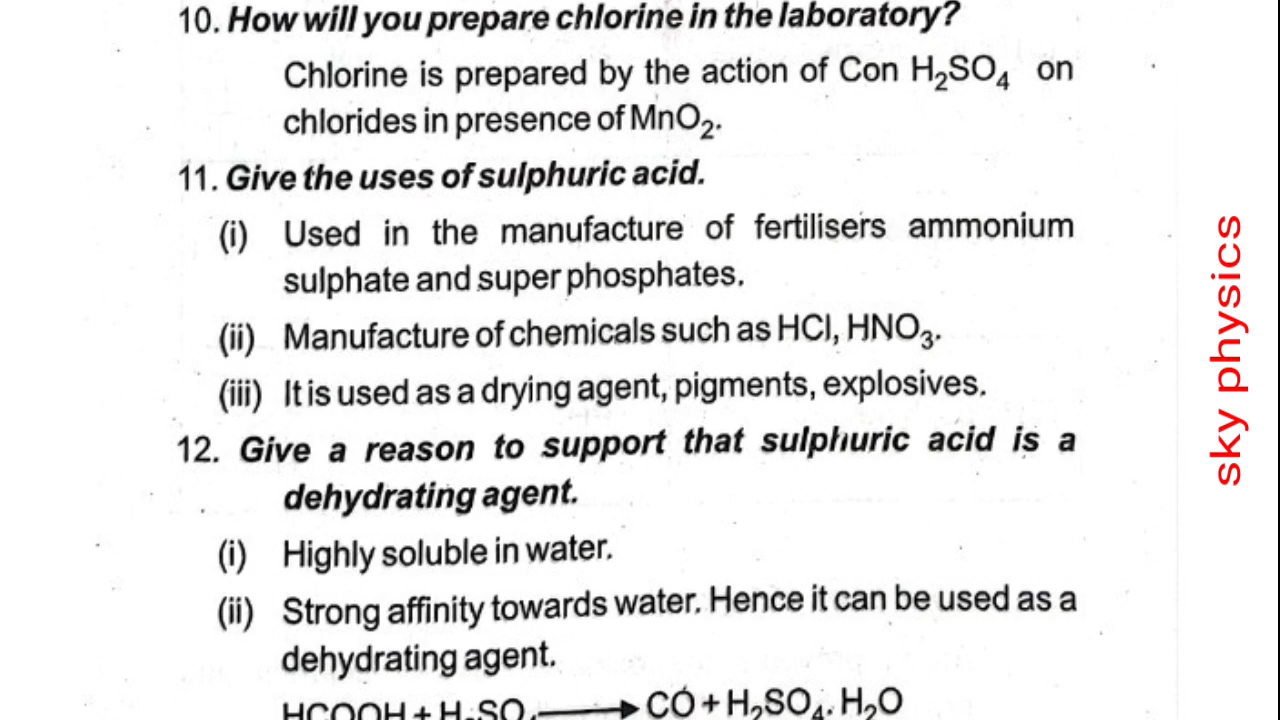 10. How will you prepare chlorine in the laboratory?
Chlorine is prepared by the action of Con H₂SO₄ on
chlorides in presence of MnO₂.
11. Give the uses of sulphuric acid.
(i) Used in the manufacture of fertilisers ammonium
sulphate and super phosphates.
(ii) Manufacture of chemicals such as HCl, HNO₃.
(iii) It is used as a drying agent, pigments, explosives.
12. Give a reason to support that sulphuric acid is a
dehydrating agent.
(i) Highly soluble in water.
(ii) Strong affinity towards water. Hence it can be used as a
dehydrating agent.
HCOOH + H₂SO₄ ⟶ CO + H₂SO₄. H₂O
sky physics